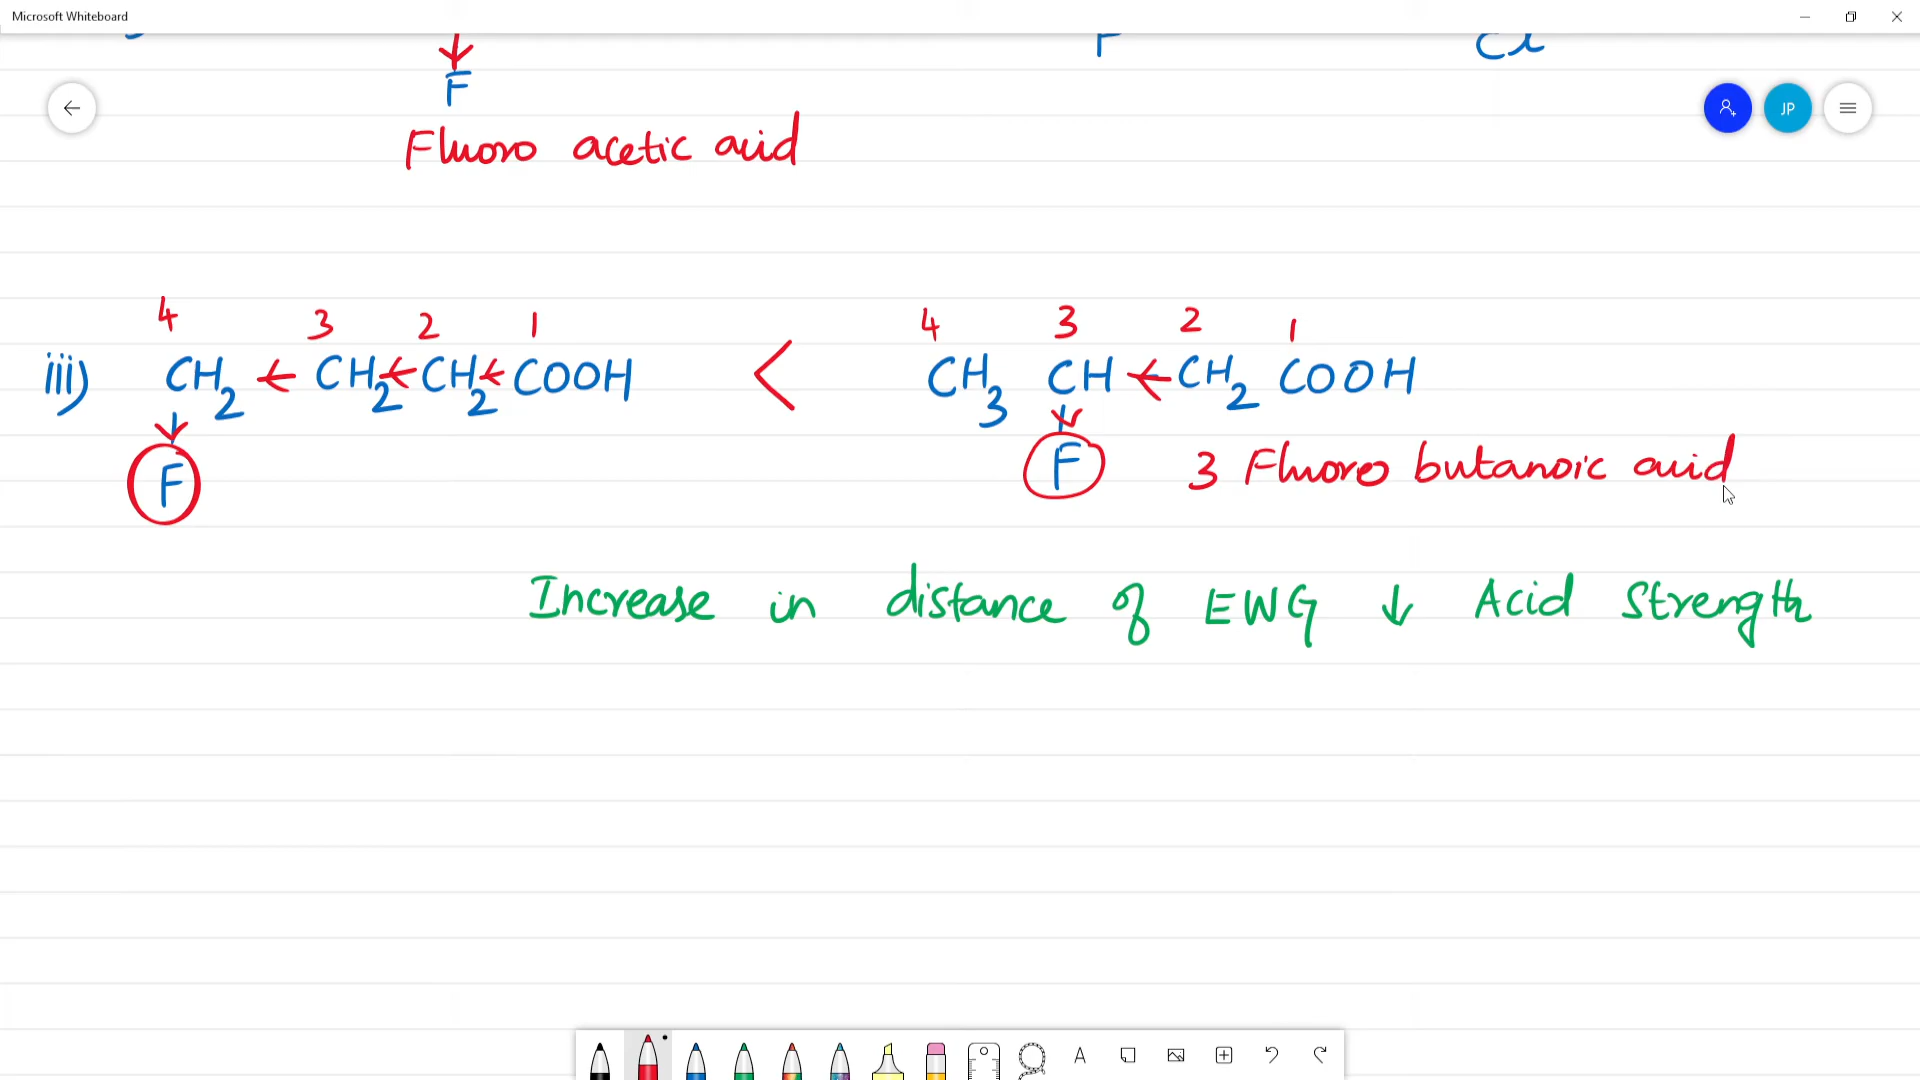 Microsoft Whiteboard
F Cl
F
JP
Fluoro acetic acid
4 3 2 1 4 3 2 1
iii) CH2 ← CH2 ← CH2 ← COOH < CH3 CH ← CH2 COOH
F F 3 Fluoro butanoic acid
Increase in distance of EWG ↓ Acid Strength
A